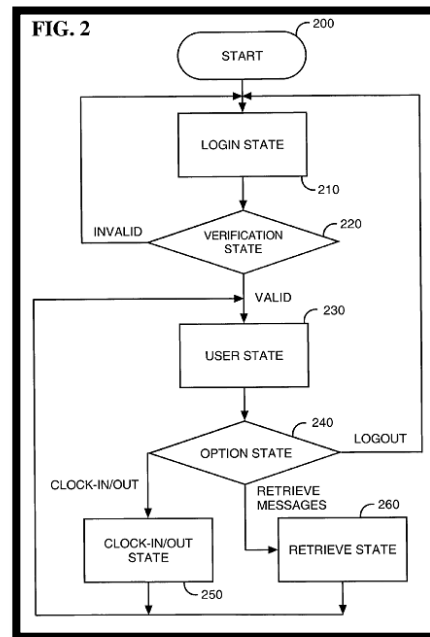 FIG. 2
200
START
LOGIN STATE
210
INVALID
VERIFICATION
STATE
220
VALID
230
USER STATE
240
OPTION STATE
LOGOUT
CLOCK-IN/OUT
RETRIEVE
MESSAGES
260
CLOCK-IN/OUT
STATE
RETRIEVE STATE
250